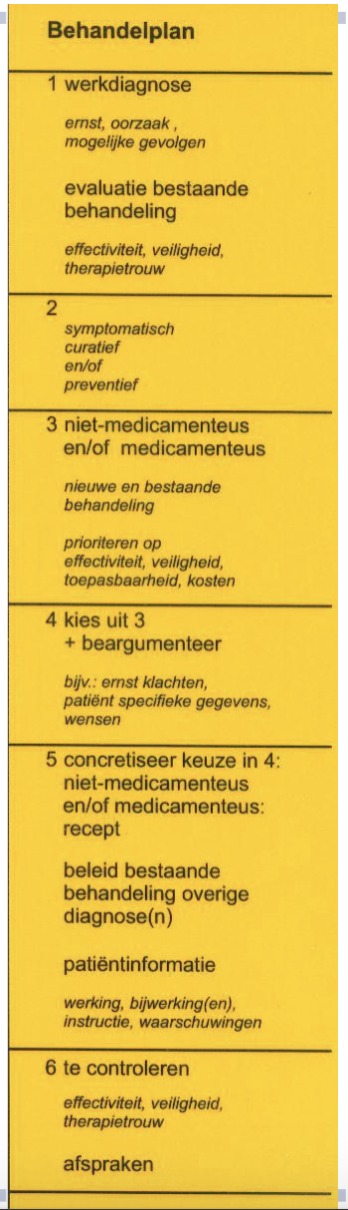 Behandelplan
1 werkdiagnose
ernst, oorzaak ,
mogelijke gevolgen
evaluatie bestaande
behandeling
effectiviteit, veiligheid,
therapietrouw
2
symptomatisch
curatief
en/of
preventief
3 niet-medicamenteus
en/of medicamenteus
nieuwe en bestaande
behandeling
prioriteren op
effectiviteit, veiligheid,
toepasbaarheid, kosten
4 kies uit 3
+ beargumenteer
bijv.: ernst klachten,
patiënt specifieke gegevens,
wensen
5 concretiseer keuze in 4:
niet-medicamenteus
en/of medicamenteus:
recept
beleid bestaande
behandeling overige
diagnose(n)
patiëntinformatie
werking, bijwerking(en),
instructie, waarschuwingen
6 te controleren
effectiviteit, veiligheid,
therapietrouw
afspraken